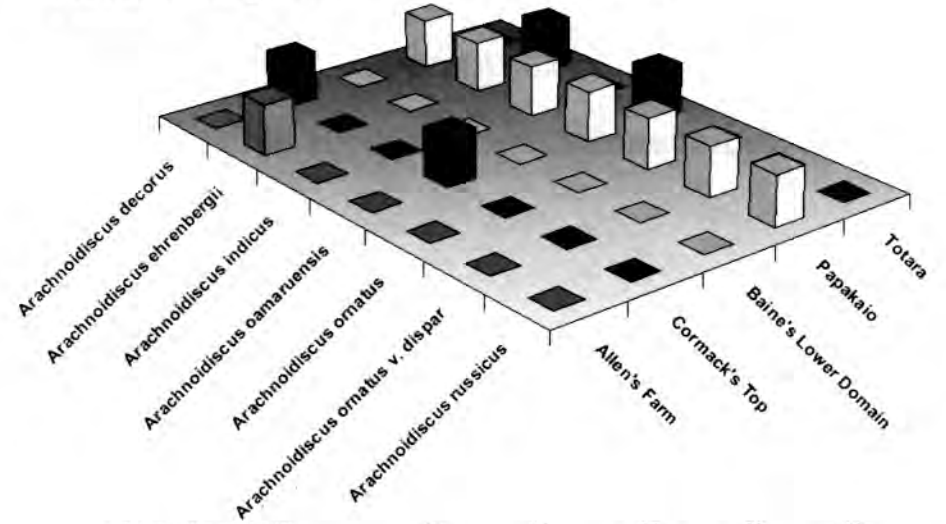 Arachnoidiscus decorus
Arachnoidiscus ehrenbergii
Arachnoidiscus indicus
Arachnoidiscus oamaruensis
Arachnoidiscus ornatus
Arachnoidiscus ornatus v. dispar
Arachnoidiscus russicus
Allen's Farm
Cormack's Top
Baine's Lower Domain
Papakaio
Totara